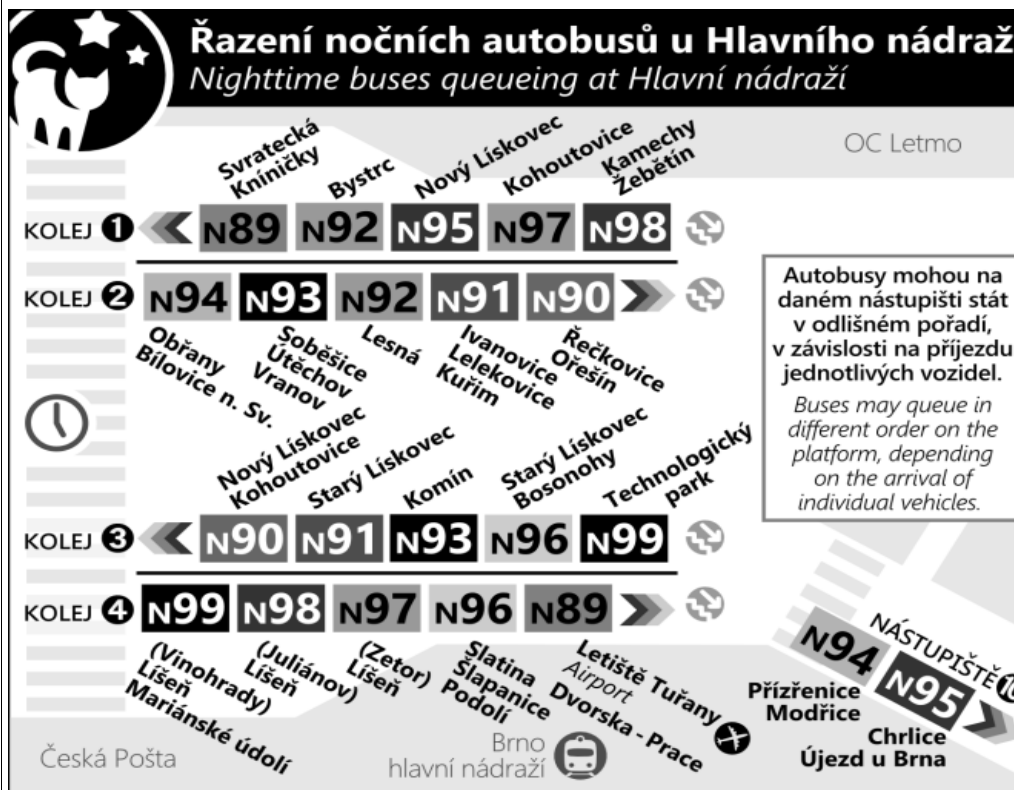 Řazení nočních autobusů u Hlavního nádraž
Nighttime buses queueing at Hlavní nádraží
OC Letmo
Svratecká
Kníničky
Bystrc
Nový Lískovec
Kohoutovice
Kamechy
Žebětín
KOLEJ 1 N89 N92 N95 N97 N98
KOLEJ 2 N94 N93 N92 N91 N90
Obřany
Bílovice n. Sv.
Soběšice
Útěchov
Vranov
Lesná
Ivanovice
Lelekovice
Kuřim
Řečkovice
Ořešín
Autobusy mohou na
daném nástupišti stát
v odlišném pořadí,
v závislosti na příjezdu
jednotlivých vozidel.
Buses may queue in
different order on the
platform, depending
on the arrival of
individual vehicles.
Nový Lískovec
Kohoutovice
Starý Lískovec
Komín
Starý Lískovec
Bosonohy
Technologický
park
KOLEJ 3 N90 N91 N93 N96 N99
KOLEJ 4 N99 N98 N97 N96 N89
(Vinohrady)
Líšeň
Mariánské údolí
(Juliánov)
Líšeň
(Zetor)
Líšeň
Slatina
Šlapanice
Podolí
Letiště Tuřany
Airport
Dvorska - Prace
NÁSTUPIŠTĚ
N94 N95
Přízřenice
Modřice
Chrlice
Újezd u Brna
Česká Pošta
Brno
hlavní nádraží